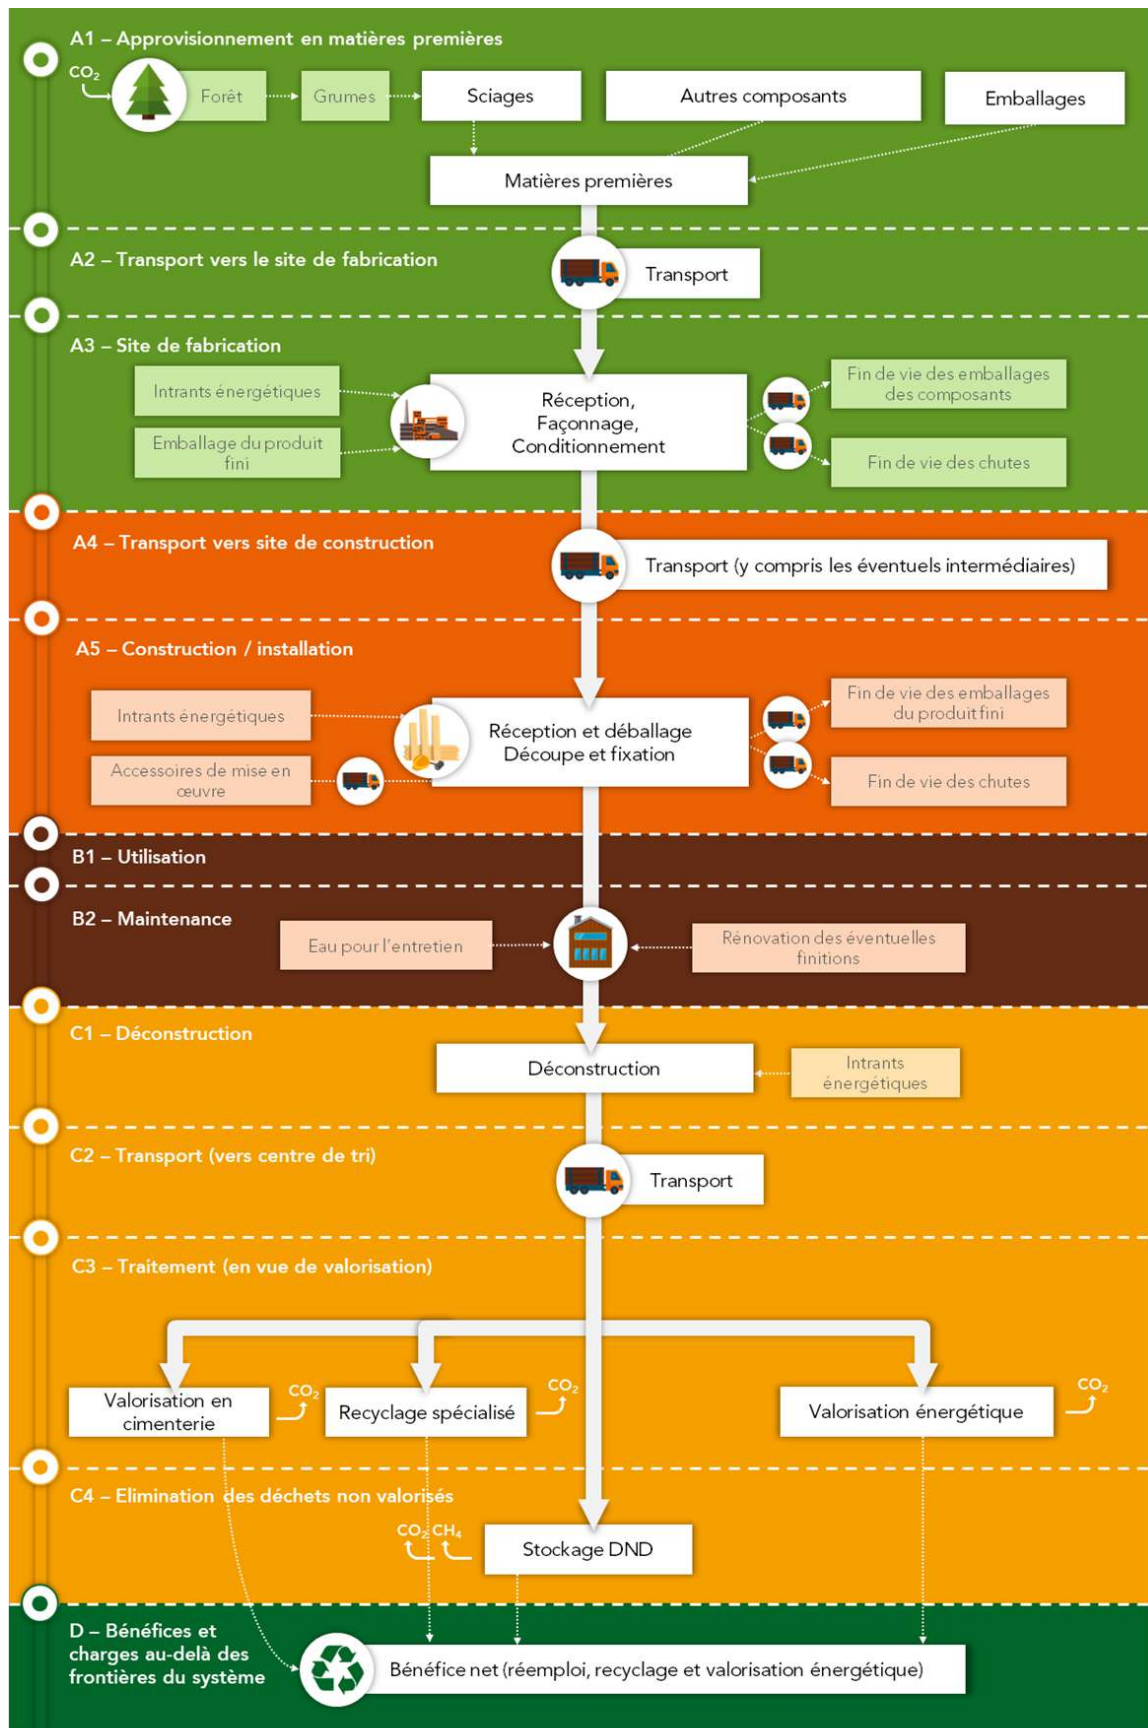 A1 – Approvisionnement en matières premières
CO₂
Forêt
Grumes
Sciages
Autres composants
Emballages
Matières premières
A2 – Transport vers le site de fabrication
Transport
A3 – Site de fabrication
Intrants énergétiques
Emballage du produit
fini
Réception,
Façonnage,
Conditionnement
Fin de vie des emballages
des composants
Fin de vie des chutes
A4 – Transport vers site de construction
Transport (y compris les éventuels intermédiaires)
A5 – Construction / installation
Intrants énergétiques
Accessoires de mise en
œuvre
Réception et déballage
Découpe et fixation
Fin de vie des emballages
du produit fini
Fin de vie des chutes
B1 – Utilisation
B2 – Maintenance
Eau pour l'entretien
Rénovation des éventuelles
finitions
C1 – Déconstruction
Déconstruction
Intrants
énergétiques
C2 – Transport (vers centre de tri)
Transport
C3 – Traitement (en vue de valorisation)
Valorisation en
cimenterie
CO₂
Recyclage spécialisé
CO₂
Valorisation énergétique
CO₂
C4 – Elimination des déchets non valorisés
CO₂ CH₄
Stockage DND
D – Bénéfices et
charges au-delà des
frontières du système
Bénéfice net (réemploi, recyclage et valorisation énergétique)